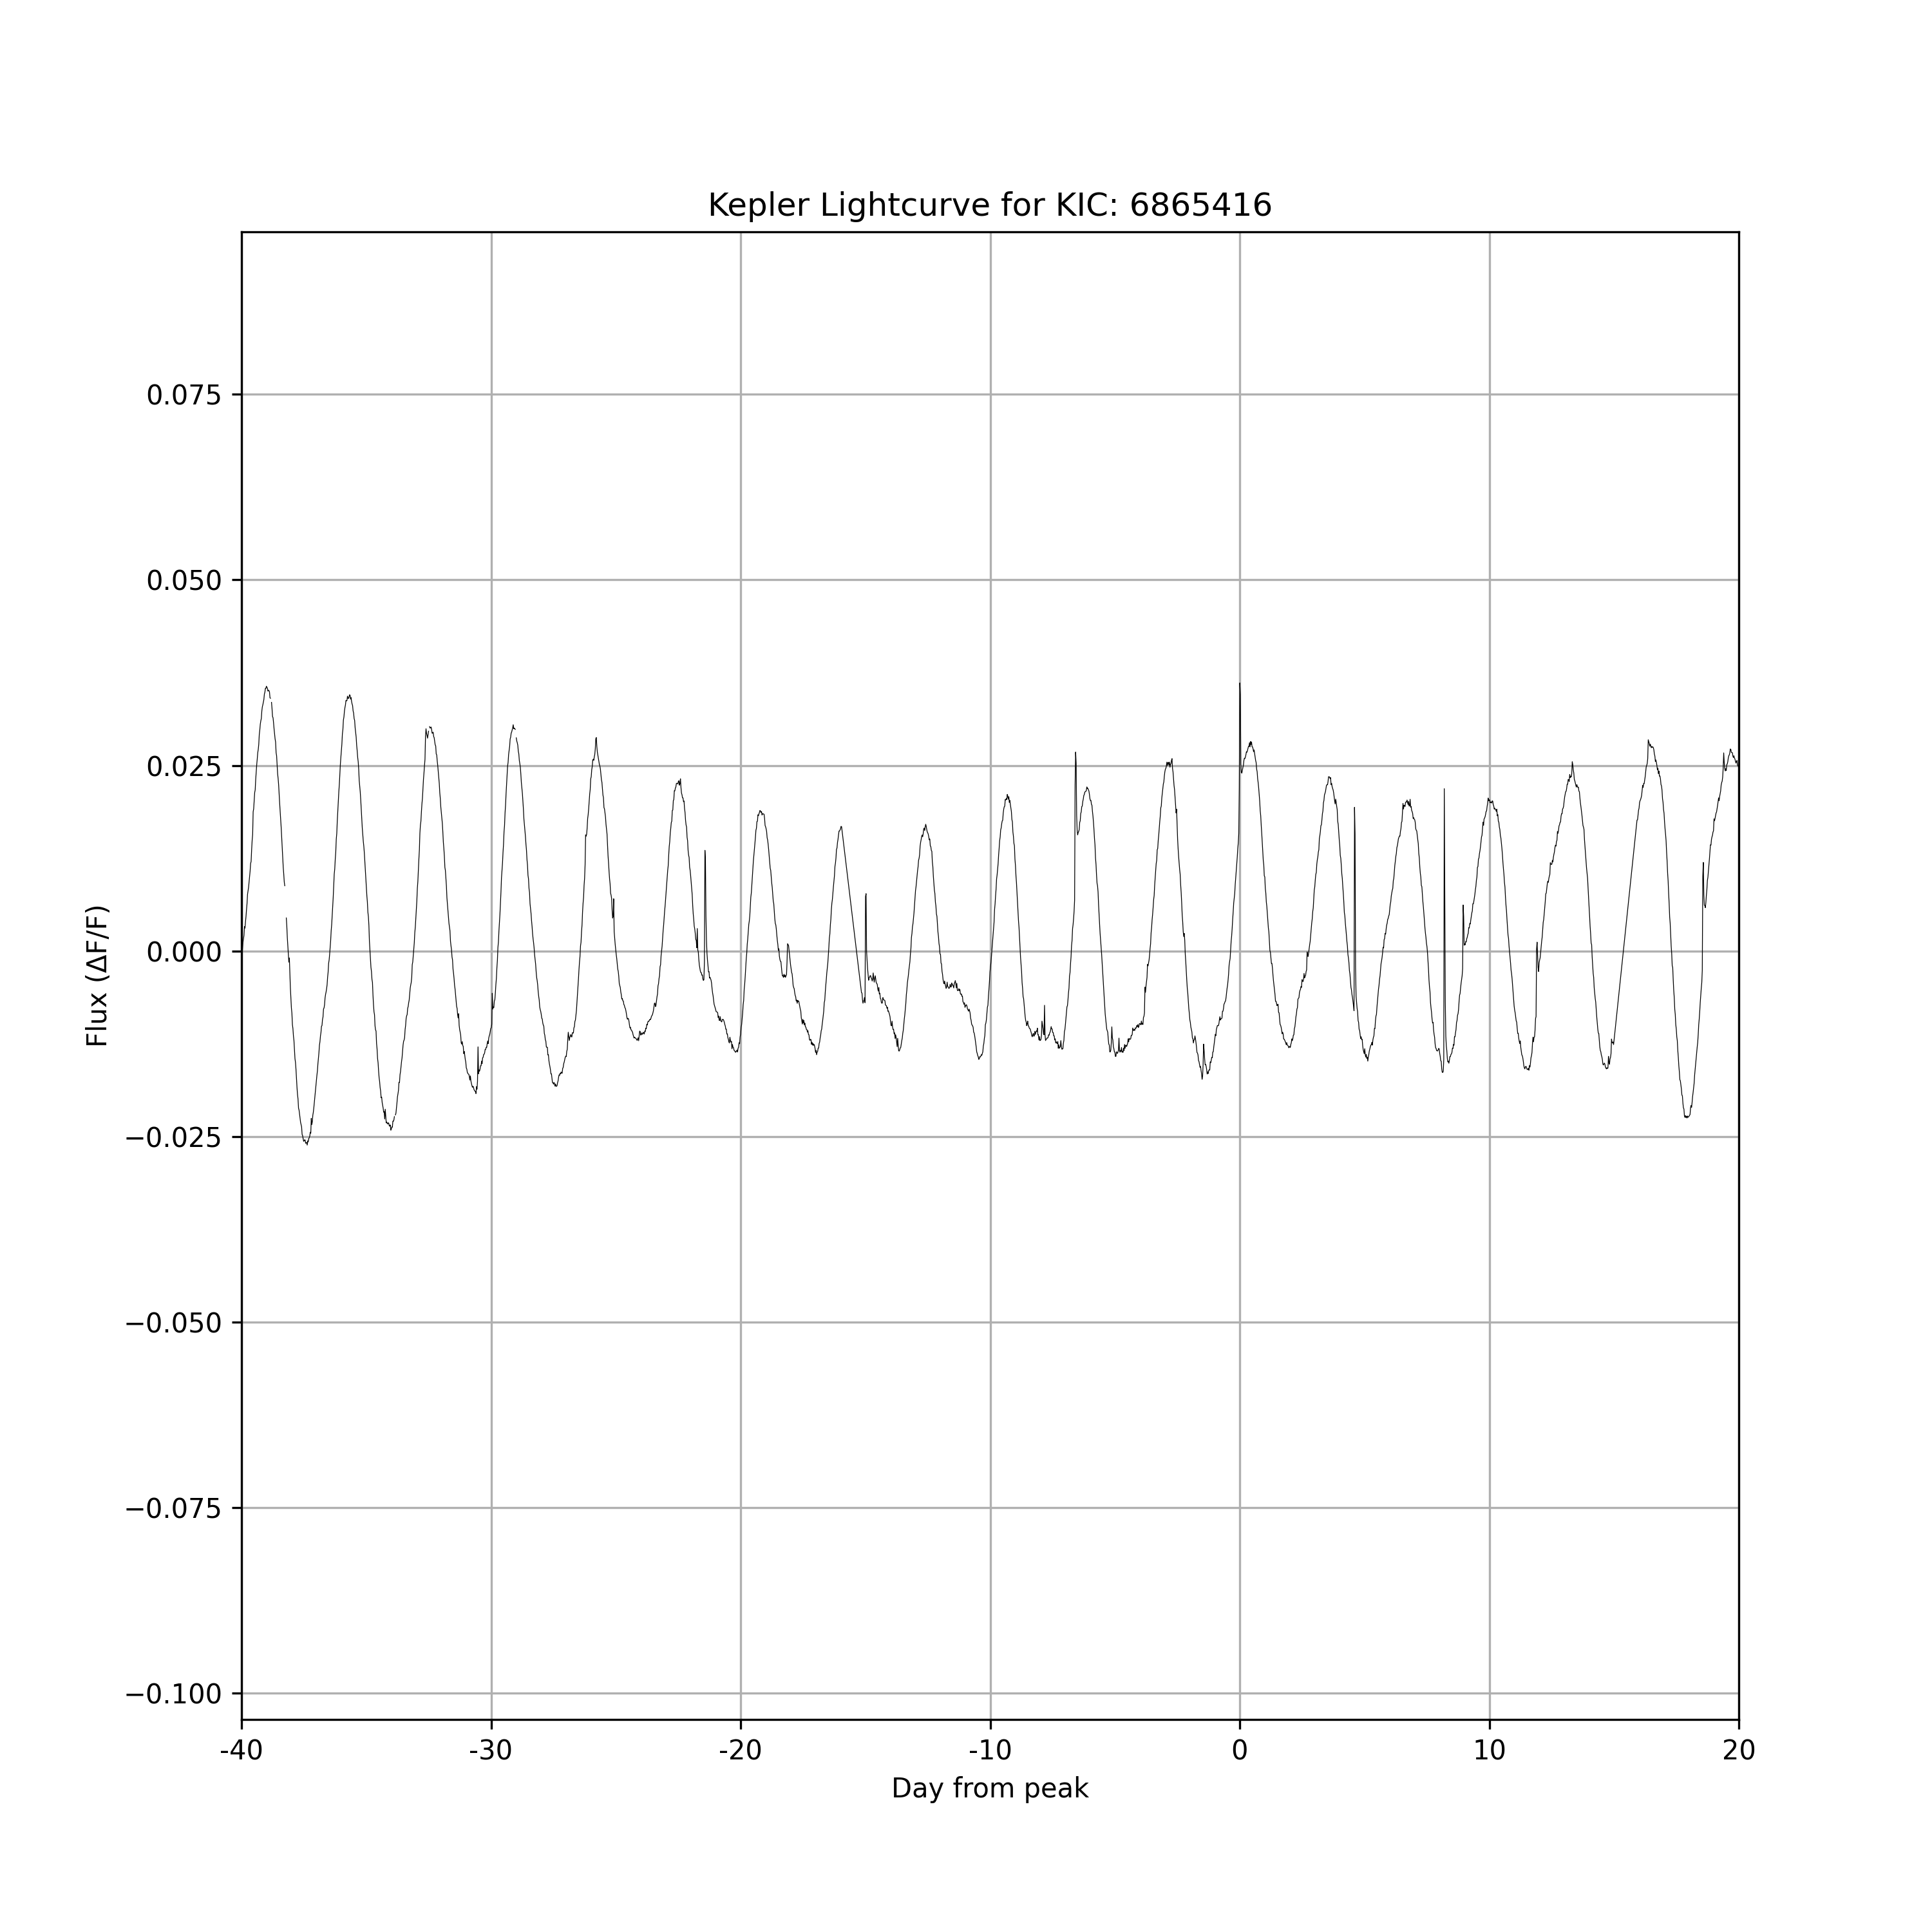 Kepler Lightcurve for KIC: 6865416
Flux (ΔF/F)
0.075
0.050
0.025
0.000
−0.025
−0.050
−0.075
−0.100
-40 -30 -20 -10 0 10 20
Day from peak